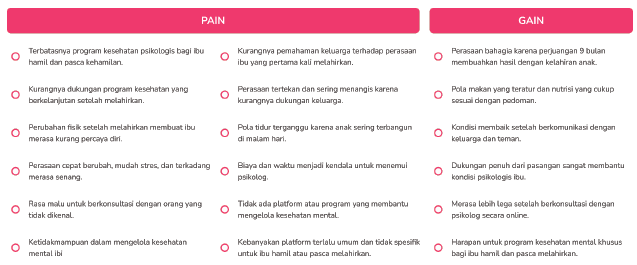 PAIN
Terbatasnya program kesehatan psikologis bagi ibu
hamil dan pasca kehamilan.
Kurangnya dukungan program kesehatan yang
berkelanjutan setelah melahirkan.
Perubahan fisik setelah melahirkan membuat ibu
merasa kurang percaya diri.
Perasaan cepat berubah, mudah stres, dan terkadang
merasa senang.
Rasa malu untuk berkonsultasi dengan orang yang
tidak dikenal.
Ketidakmampuan dalam mengelola kesehatan
mental ibi
Kurangnya pemahaman keluarga terhadap perasaan
ibu yang pertama kali melahirkan.
Perasaan tertekan dan sering menangis karena
kurangnya dukungan keluarga.
Pola tidur terganggu karena anak sering terbangun
di malam hari.
Biaya dan waktu menjadi kendala untuk menemui
psikolog.
Tidak ada platform atau program yang membantu
mengelola kesehatan mental.
Kebanyakan platform terlalu umum dan tidak spesifik
untuk ibu hamil atau pasca melahirkan.
GAIN
Perasaan bahagia karena perjuangan 9 bulan
membuahkan hasil dengan kelahiran anak.
Pola makan yang teratur dan nutrisi yang cukup
sesuai dengan pedoman.
Kondisi membaik setelah berkomunikasi dengan
keluarga dan teman.
Dukungan penuh dari pasangan sangat membantu
kondisi psikologis ibu.
Merasa lebih lega setelah berkonsultasi dengan
psikolog secara online.
Harapan untuk program kesehatan mental khusus
bagi ibu hamil dan pasca melahirkan.